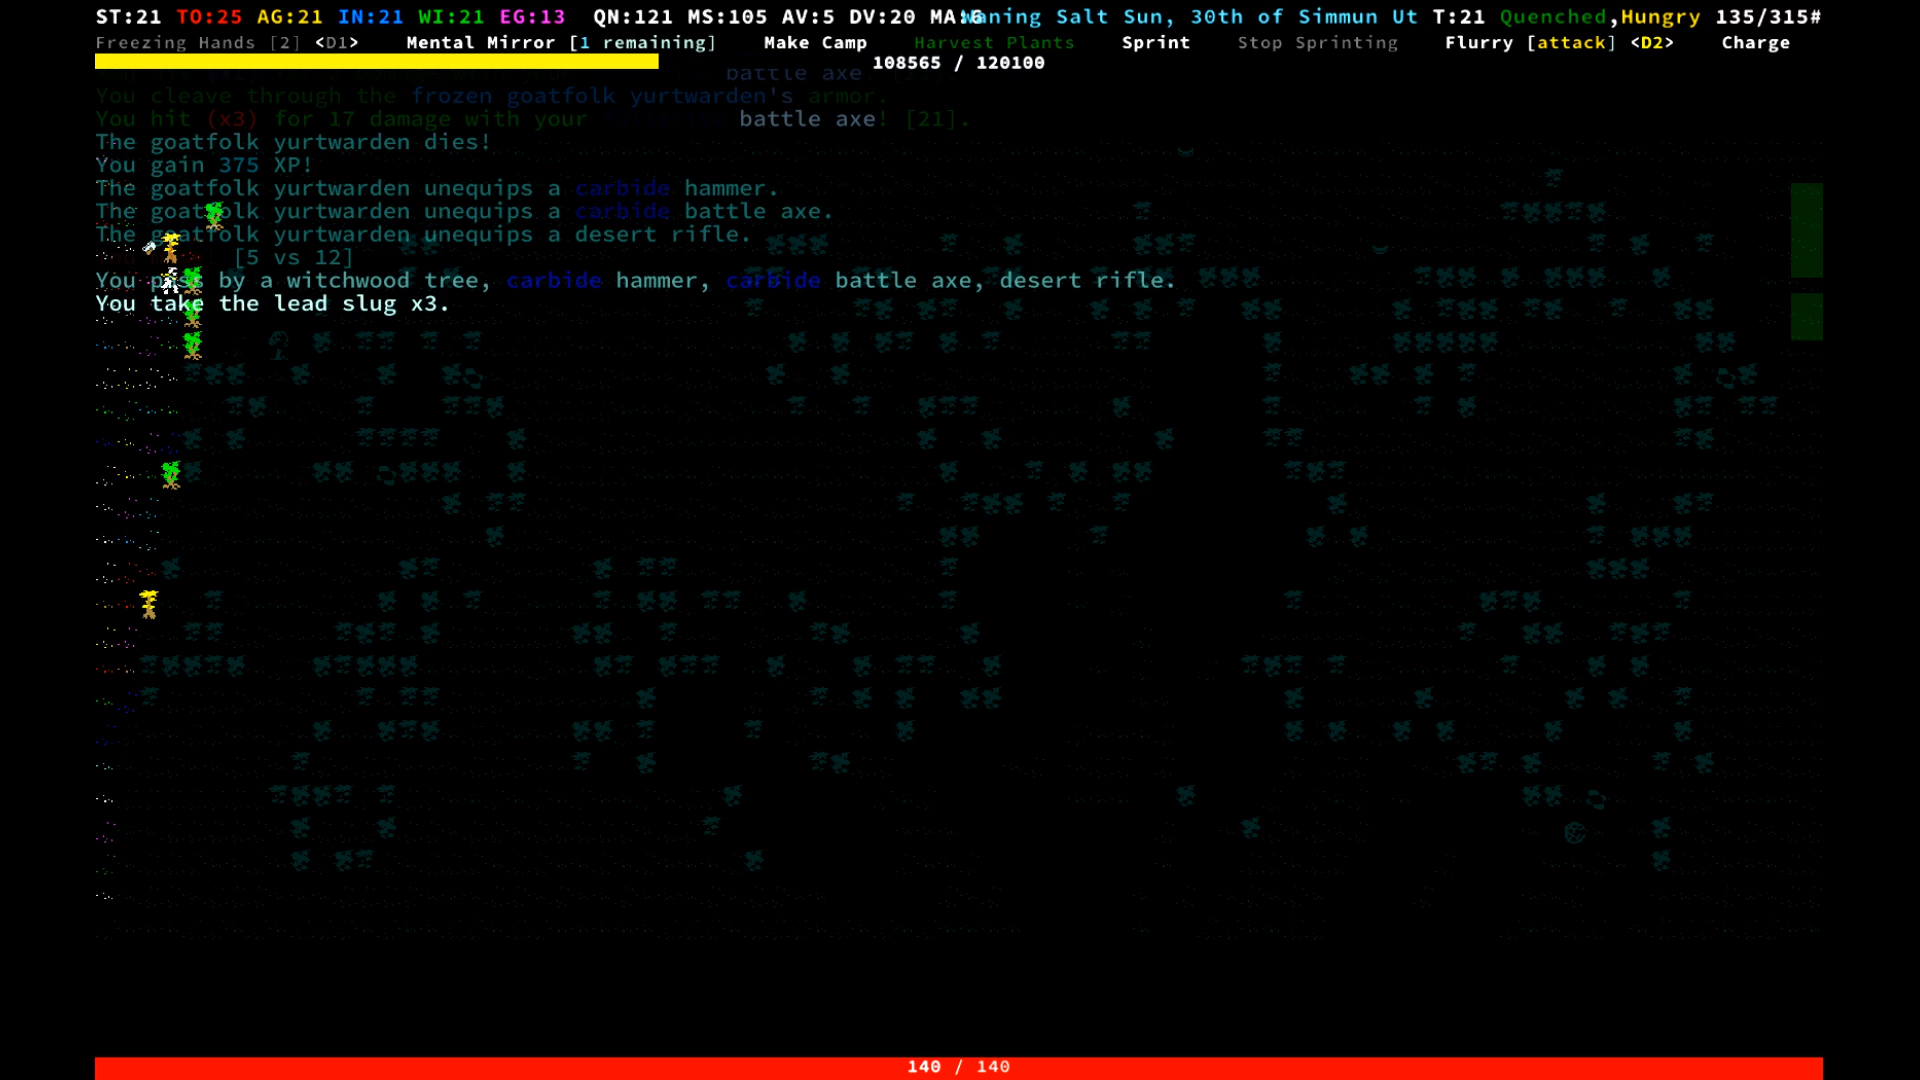 ST:21 TO:25 AG:21 IN:21 WI:21 EG:13 QN:121 MS:105 AV:5 DV:20 MA:6 Waning Salt Sun, 30th of Simmun Ut T:21 Quenched,Hungry 135/315#
Freezing Hands [2] <D1> Mental Mirror [1 remaining] Make Camp Harvest Plants Sprint Stop Sprinting Flurry [attack] <D2> Charge
108565 / 120100
battle axe
You cleave through the frozen goatfolk yurtwarden's armor.
You hit (x3) for 17 damage with your battle axe! [21].
The goatfolk yurtwarden dies!
You gain 375 XP!
The goatfolk yurtwarden unequips a carbide hammer.
The goatfolk yurtwarden unequips a carbide battle axe.
The goatfolk yurtwarden unequips a desert rifle.
[5 vs 12]
You pass by a witchwood tree, carbide hammer, carbide battle axe, desert rifle.
You take the lead slug x3.
140 / 140